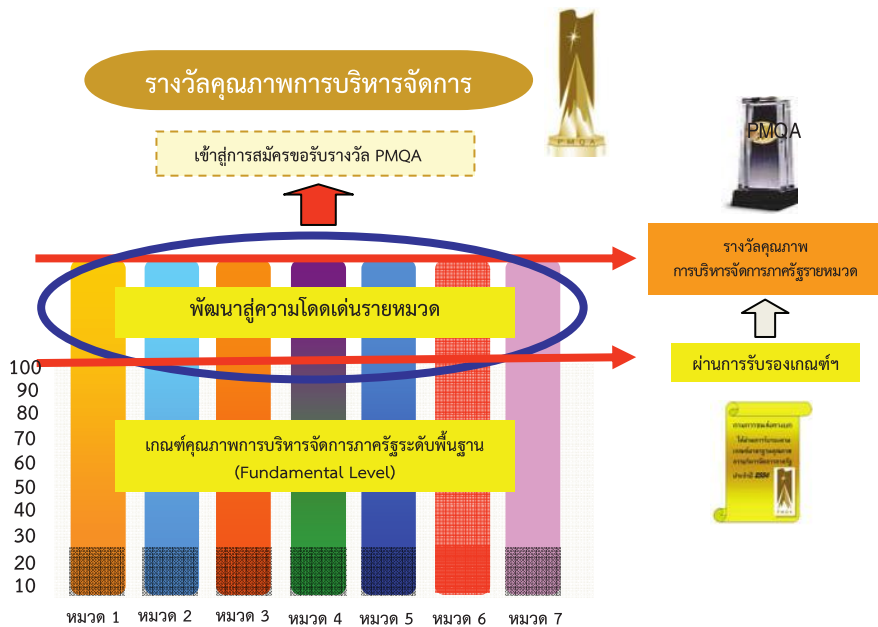 รางวัลคุณภาพการบริหารจัดการ
PMQA
เข้าสู่การสมัครขอรับรางวัล PMQA
PMQA
รางวัลคุณภาพ
การบริหารจัดการภาครัฐรายหมวด
พัฒนาสู่ความโดดเด่นรายหมวด
ผ่านการรับรองเกณฑ์ฯ
100
90
80
70
60
50
40
30
20
10
เกณฑ์คุณภาพการบริหารจัดการภาครัฐระดับพื้นฐาน
(Fundamental Level)
ประจำปี 2554
PMQA
หมวด 1
หมวด 2
หมวด 3
หมวด 4
หมวด 5
หมวด 6
หมวด 7